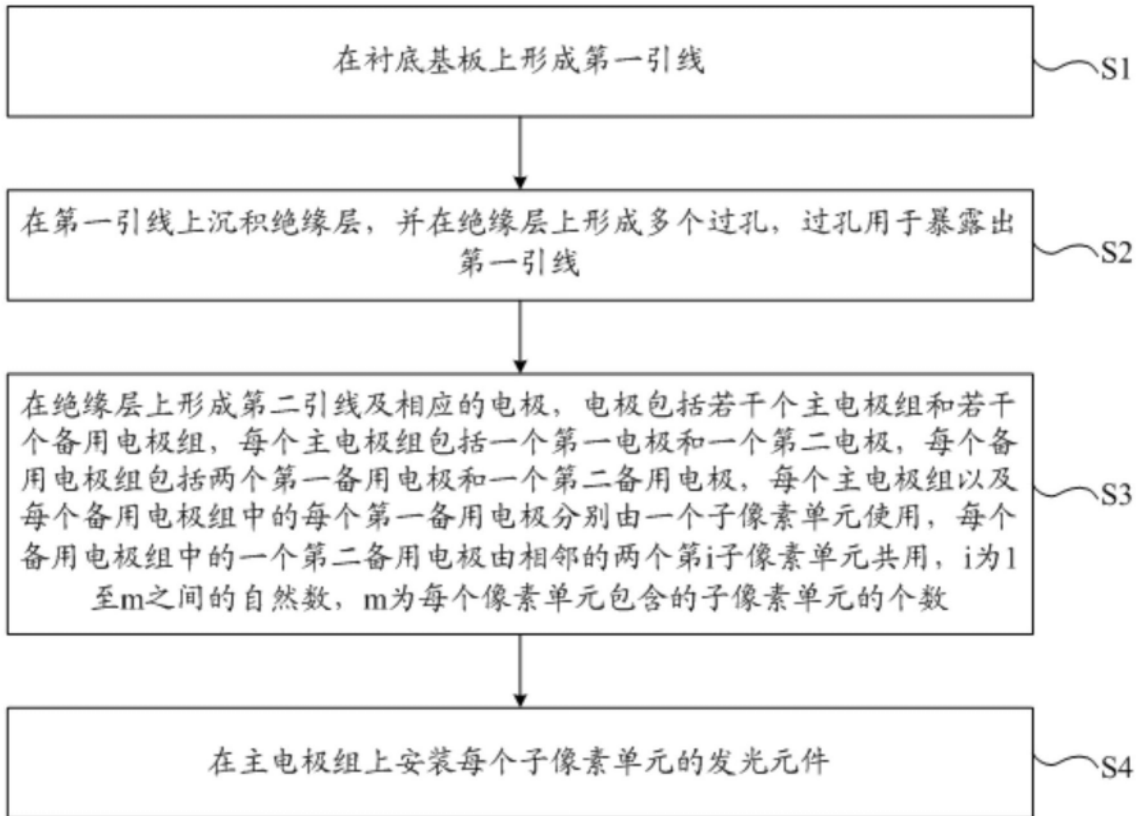 在衬底基板上形成第一引线
S1
在第一引线上沉积绝缘层，并在绝缘层上形成多个过孔，过孔用于暴露出
第一引线
S2
在绝缘层上形成第二引线及相应的电极，电极包括若干个主电极组和若干
个备用电极组，每个主电极组包括一个第一电极和一个第二电极，每个备
用电极组包括两个第一备用电极和一个第二备用电极，每个主电极组以及
每个备用电极组中的每个第一备用电极分别由一个子像素单元使用，每个
备用电极组中的一个第二备用电极由相邻的两个第i子像素单元共用，i为1
至m之间的自然数，m为每个像素单元包含的子像素单元的个数
S3
在主电极组上安装每个子像素单元的发光元件
S4